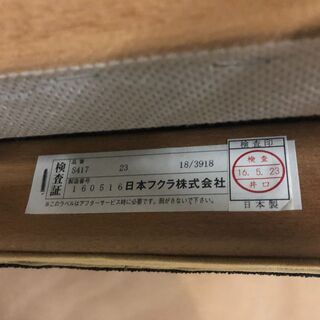 検査証
品番
S417 23 18/3918
製造番号
160516 日本フクラ株式会社
※このラベルはアフターサービス時に必要です。剥がさないで下さい。
検査印
検査
16.5.23
井口
日本製